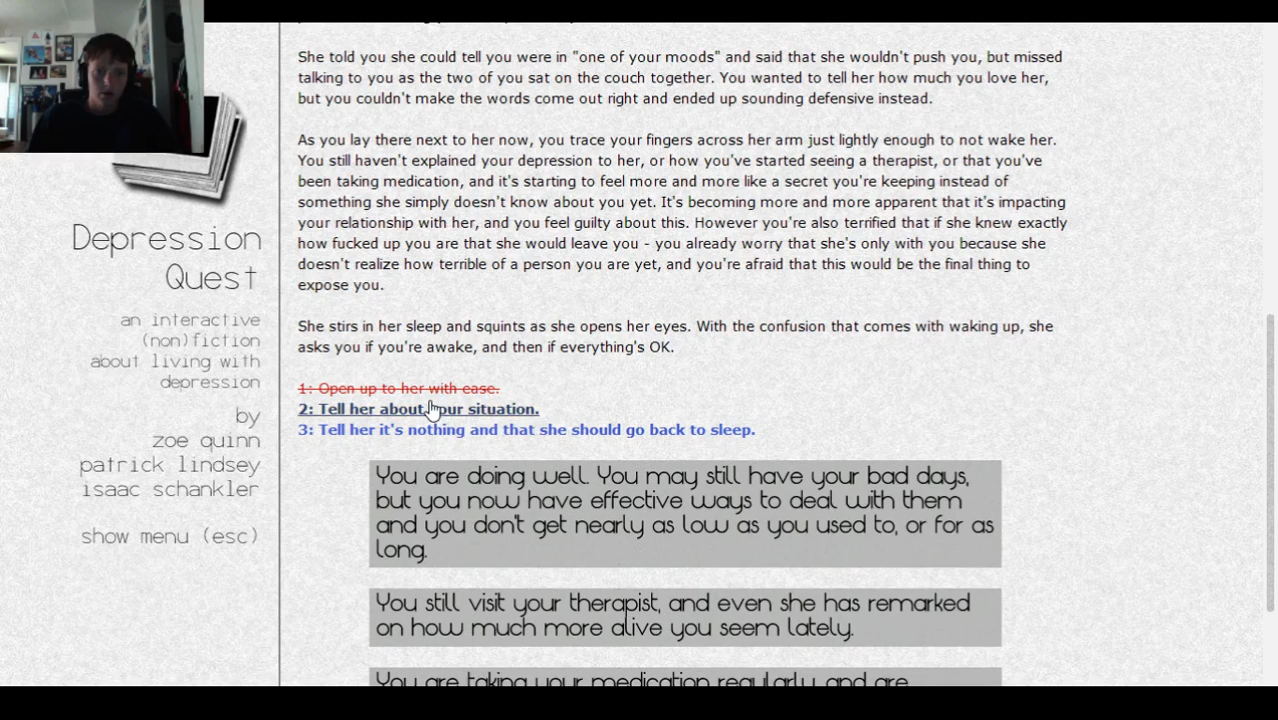 She told you she could tell you were in "one of your moods" and said that she wouldn't push you, but missed
talking to you as the two of you sat on the couch together. You wanted to tell her how much you love her,
but you couldn't make the words come out right and ended up sounding defensive instead.
As you lay there next to her now, you trace your fingers across her arm just lightly enough to not wake her.
You still haven't explained your depression to her, or how you've started seeing a therapist, or that you've
been taking medication, and it's starting to feel more and more like a secret you're keeping instead of
something she simply doesn't know about you yet. It's becoming more and more apparent that it's impacting
your relationship with her, and you feel guilty about this. However you're also terrified that if she knew exactly
how fucked up you are that she would leave you - you already worry that she's only with you because she
doesn't realize how terrible of a person you are yet, and you're afraid that this would be the final thing to
expose you.
She stirs in her sleep and squints as she opens her eyes. With the confusion that comes with waking up, she
asks you if you're awake, and then if everything's OK.
1: Open up to her with ease.
2: Tell her about your situation.
3: Tell her it's nothing and that she should go back to sleep.
You are doing well. You may still have your bad days,
but you now have effective ways to deal with them
and you don't get nearly as low as you used to, or for as
long.
You still visit your therapist, and even she has remarked
on how much more alive you seem lately.
You are taking your medication regularly, and are
Depression
Quest
an interactive
(non)fiction
about living with
depression
by
zoe quinn
patrick lindsey
isaac schankler
show menu (esc)